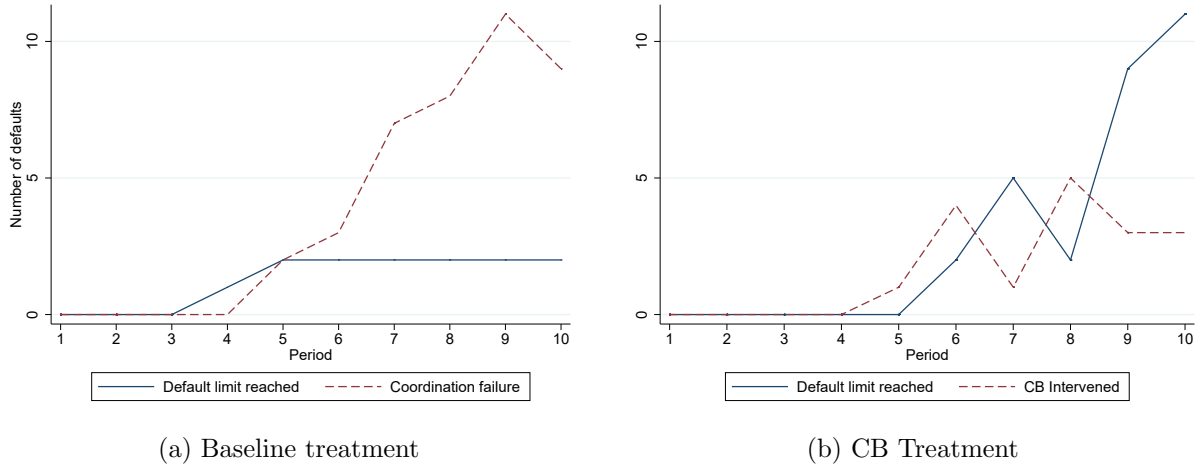 Number of defaults
10
5
0
1 2 3 4 5 6 7 8 9 10
Period
Default limit reached Coordination failure
(a) Baseline treatment
10
5
0
1 2 3 4 5 6 7 8 9 10
Period
Default limit reached CB Intervened
(b) CB Treatment